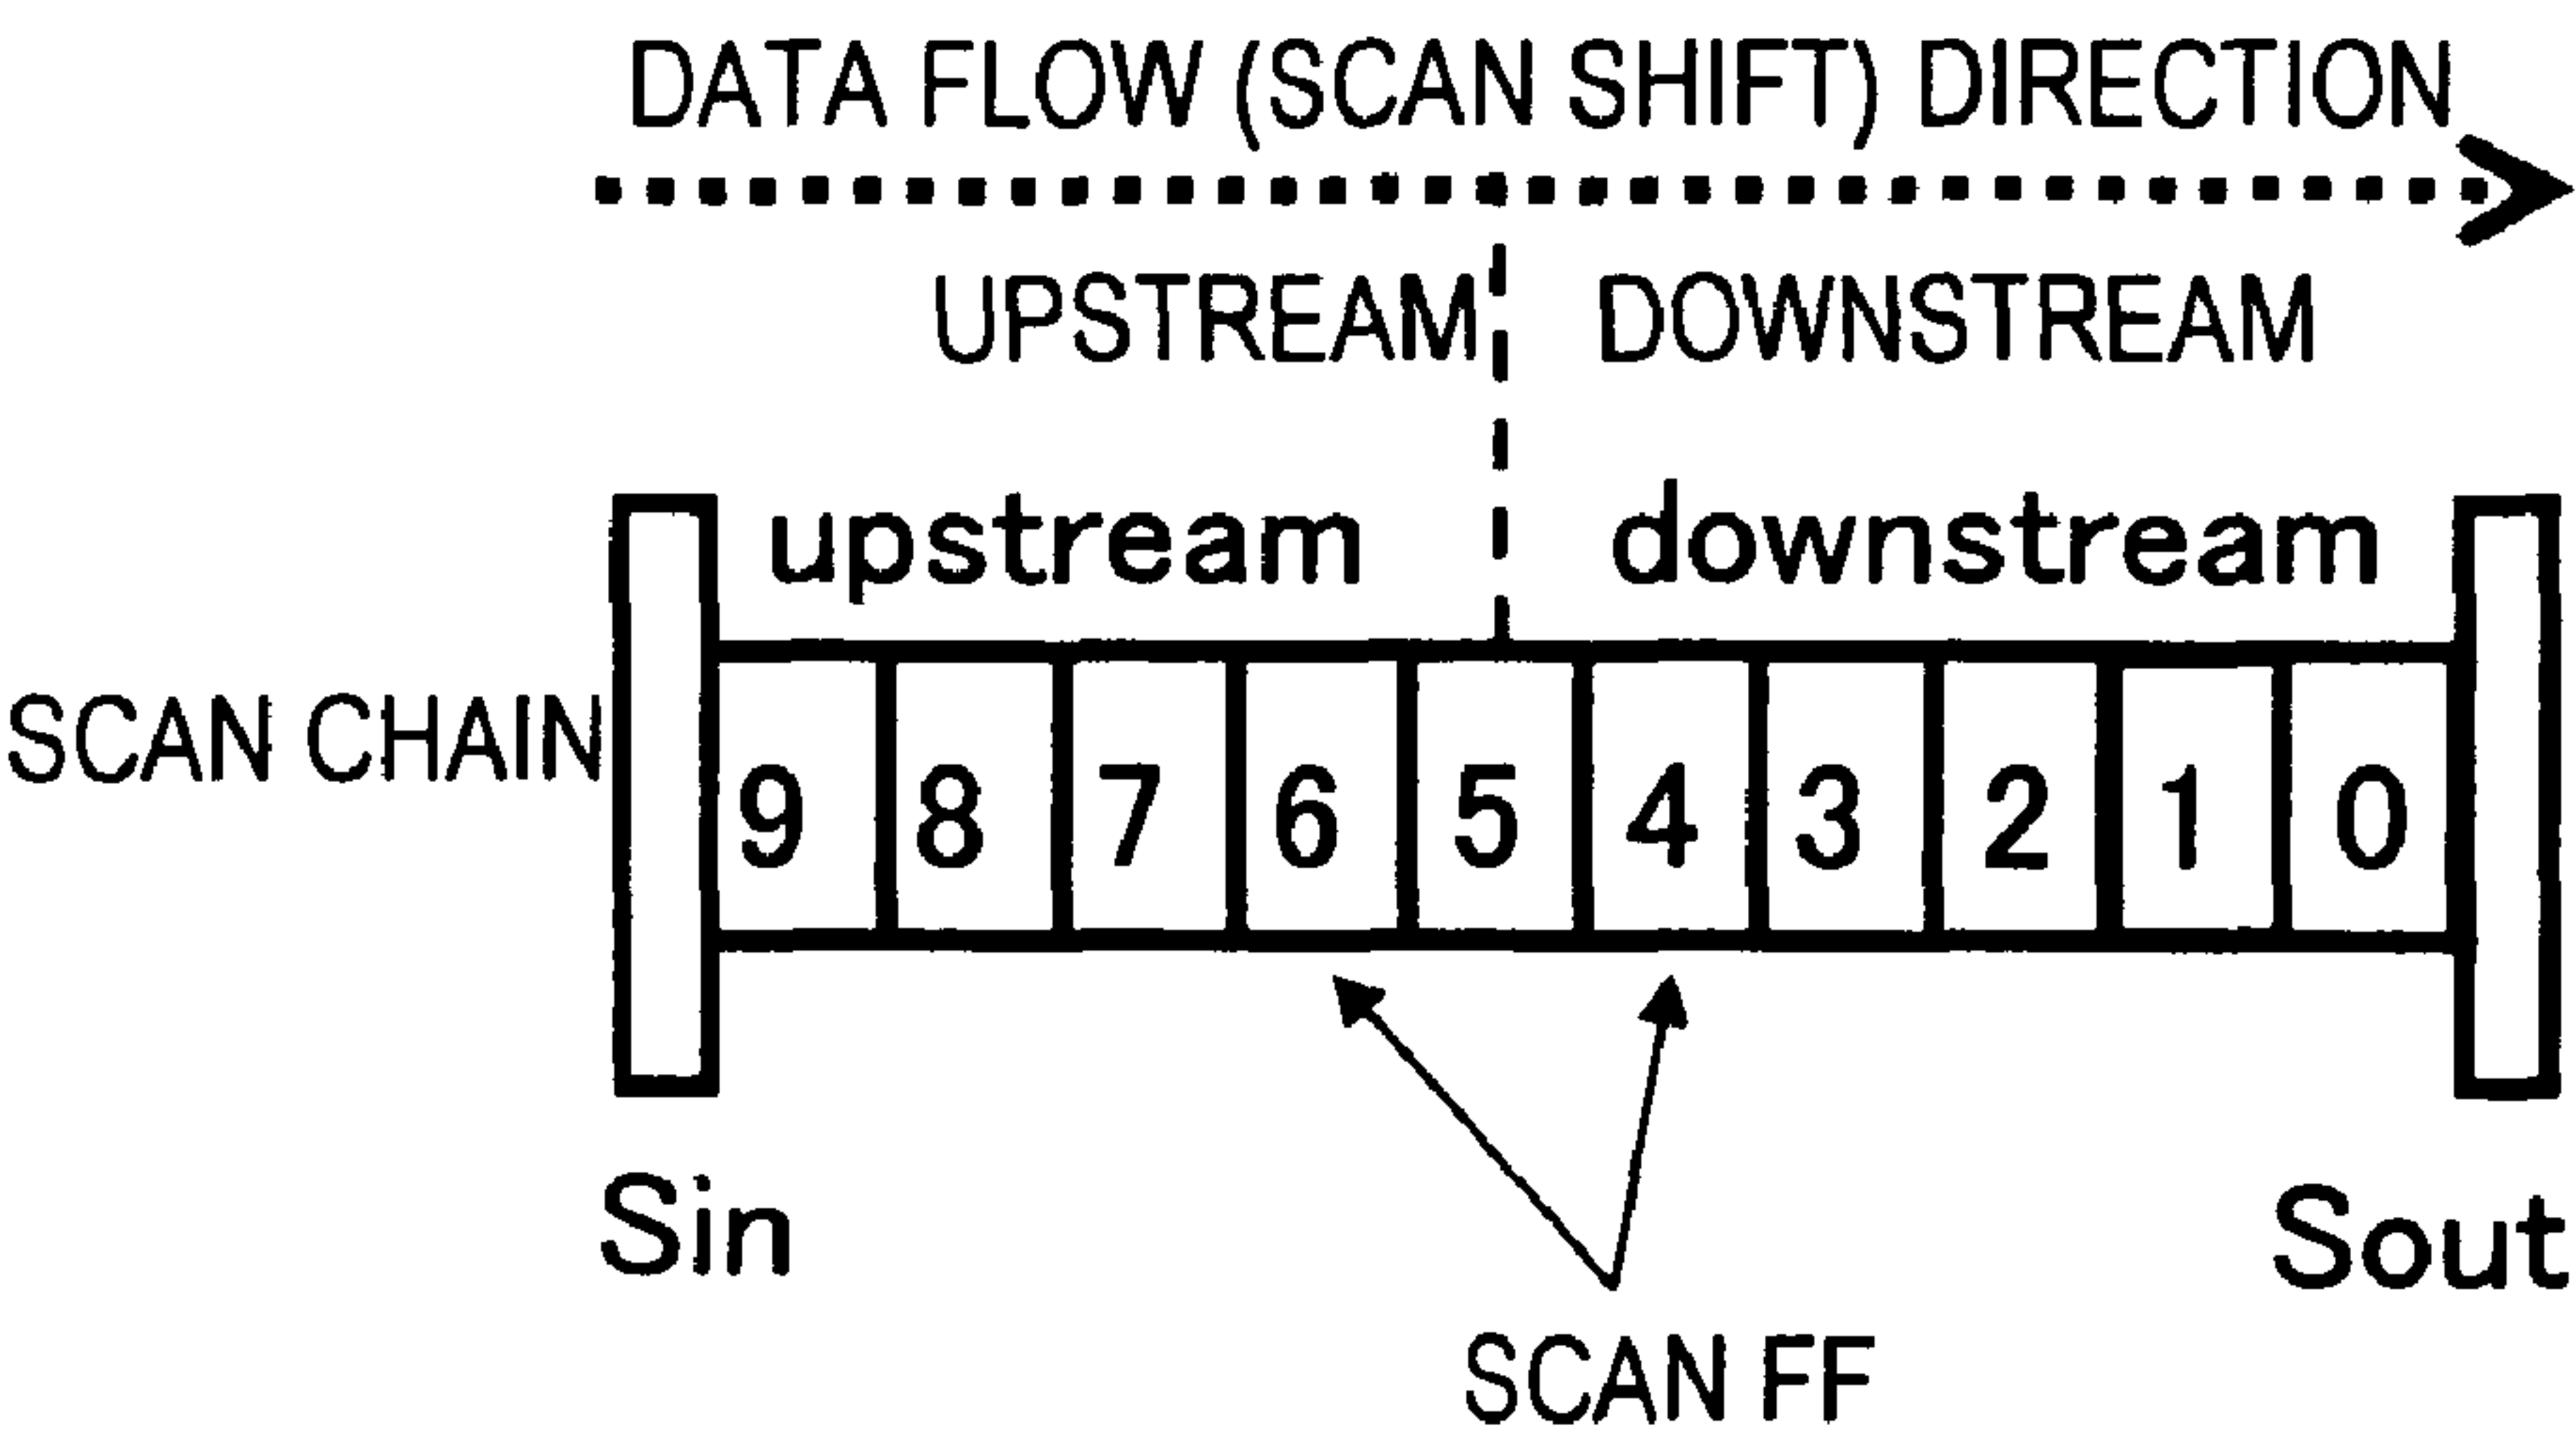 DATA FLOW (SCAN SHIFT) DIRECTION
UPSTREAM DOWNSTREAM
upstream downstream
SCAN CHAIN 9 8 7 6 5 4 3 2 1 0
Sin Sout
SCAN FF